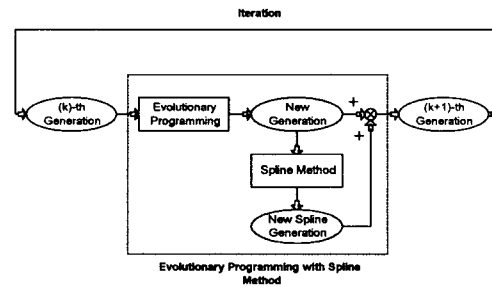 Iteration
(k)-th
Generation
Evolutionary
Programming
New
Generation
+
+
(k+1)-th
Generation
Spline Method
New Spline
Generation
Evolutionary Programming with Spline
Method